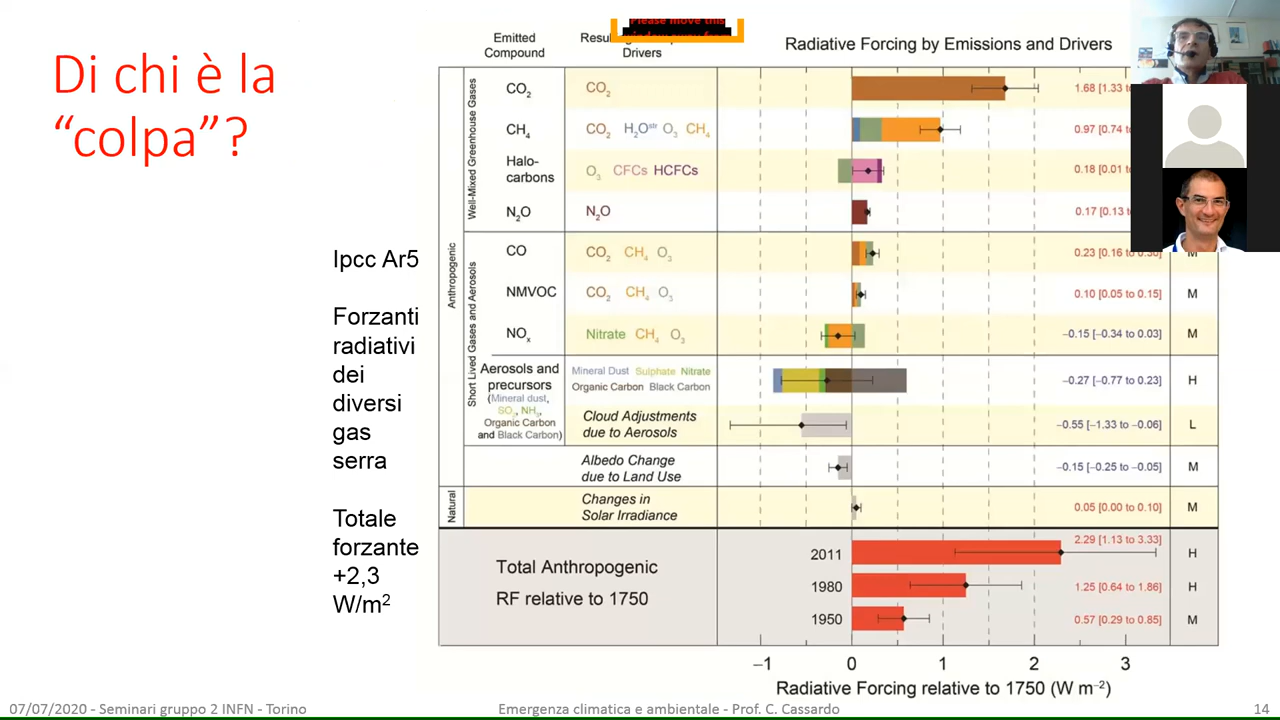 Di chi è la
“colpa”?
Ipcc Ar5
Forzanti
radiativi
dei
diversi
gas
serra
Totale
forzante
+2,3
W/m²
Please move this
Emitted
Compound
Drivers
Radiative Forcing by Emissions and Drivers
Anthropogenic
Well-Mixed Greenhouse Gases
Short Lived Gases and Aerosols
Natural
CO₂
CO₂
1.68 [1.33
CH₄
CO₂ H₂Oˢᵗʳ O₃ CH₄
0.97 [0.74
Halo-
carbons
O₃ CFCs HCFCs
0.18 [0.01
N₂O
N₂O
0.17 [0.13
CO
CO₂ CH₄ O₃
0.23 [0.16
M
NMVOC
CO₂ CH₄ O₃
0.10 [0.05 to 0.15]
M
NOₓ
Nitrate CH₄ O₃
−0.15 [−0.34 to 0.03]
M
Aerosols and
precursors
(Mineral dust,
SO₂, NH₃,
Organic Carbon
and Black Carbon)
Mineral Dust Sulphate Nitrate
Organic Carbon Black Carbon
−0.27 [−0.77 to 0.23]
H
Cloud Adjustments
due to Aerosols
−0.55 [−1.33 to −0.06]
L
Albedo Change
due to Land Use
−0.15 [−0.25 to −0.05]
M
Changes in
Solar Irradiance
0.05 [0.00 to 0.10]
M
Total Anthropogenic
RF relative to 1750
2011
2.29 [1.13 to 3.33]
H
1980
1.25 [0.64 to 1.86]
H
1950
0.57 [0.29 to 0.85]
M
−1 0 1 2 3
Radiative Forcing relative to 1750 (W m⁻²)
07/07/2020 - Seminari gruppo 2 INFN - Torino
Emergenza climatica e ambientale - Prof. C. Cassardo
14